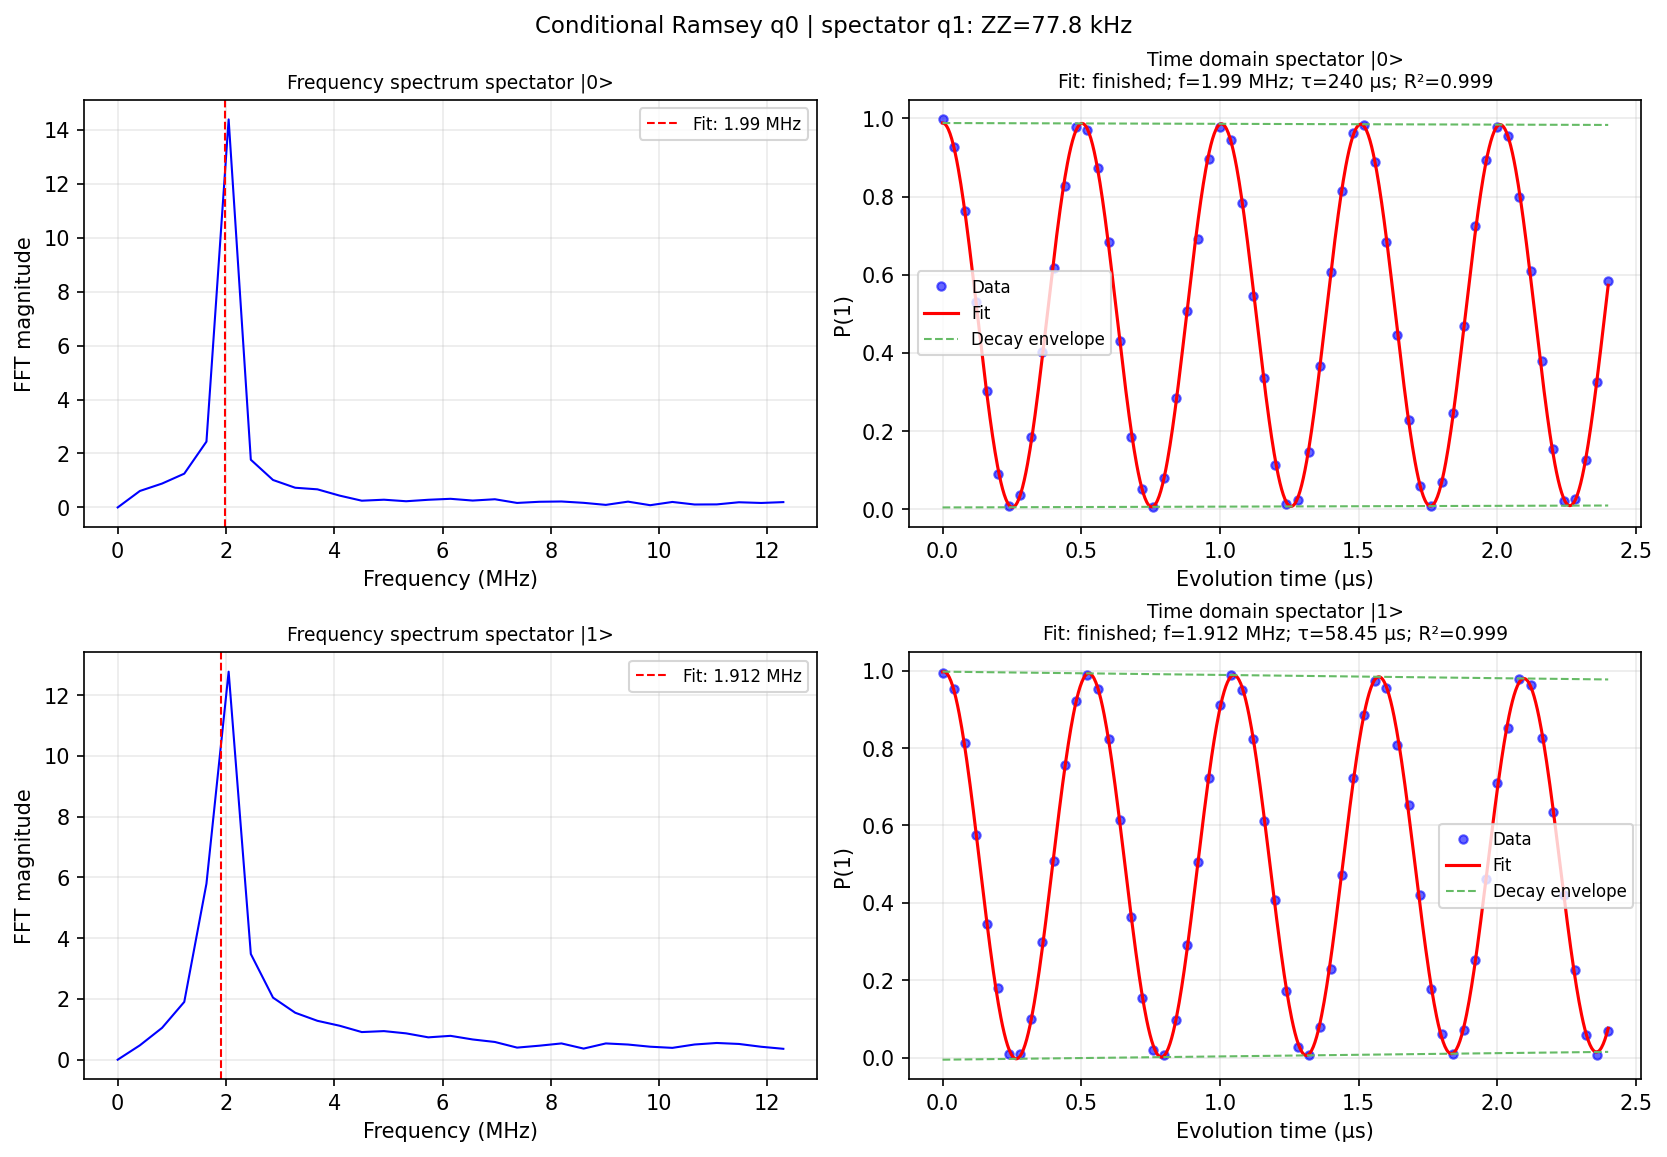 Conditional Ramsey q0 | spectator q1: ZZ=77.8 kHz
Frequency spectrum spectator |0>
FFT magnitude
14
12
10
8
6
4
2
0
0 2 4 6 8 10 12
Frequency (MHz)
Fit: 1.99 MHz
Time domain spectator |0>
Fit: finished; f=1.99 MHz; τ=240 µs; R²=0.999
P(1)
1.0
0.8
0.6
0.4
0.2
0.0
0.0 0.5 1.0 1.5 2.0 2.5
Evolution time (µs)
Data
Fit
Decay envelope
Frequency spectrum spectator |1>
FFT magnitude
12
10
8
6
4
2
0
0 2 4 6 8 10 12
Frequency (MHz)
Fit: 1.912 MHz
Time domain spectator |1>
Fit: finished; f=1.912 MHz; τ=58.45 µs; R²=0.999
P(1)
1.0
0.8
0.6
0.4
0.2
0.0
0.0 0.5 1.0 1.5 2.0 2.5
Evolution time (µs)
Data
Fit
Decay envelope